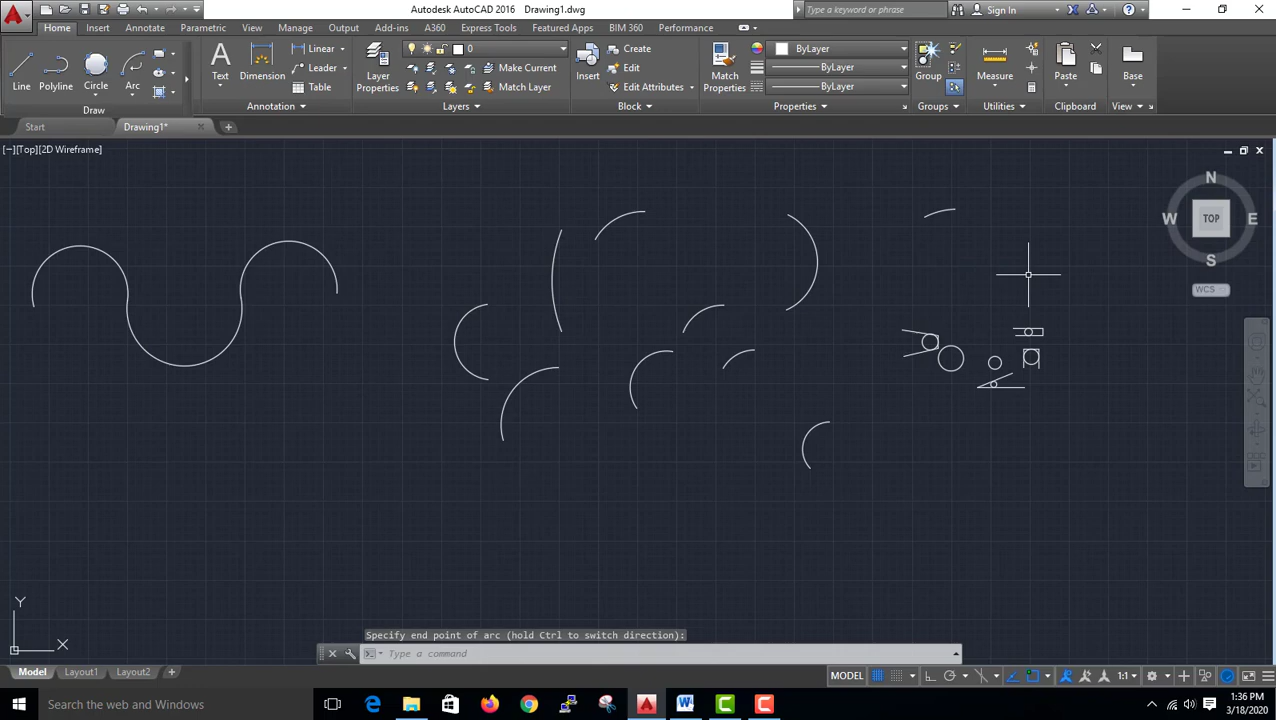 Autodesk AutoCAD 2016 Drawing1.dwg
Type a keyword or phrase
Sign In
Home Insert Annotate Parametric View Manage Output Add-ins A360 Express Tools Featured Apps BIM 360 Performance
Line Polyline Circle Arc
Draw
Text Dimension
Linear
Leader
Table
Annotation
Layer Properties
0
Make Current
Match Layer
Layers
Insert
Create
Edit
Edit Attributes
Block
Match Properties
ByLayer
ByLayer
ByLayer
Properties
Group
Groups
Measure
Utilities
Paste
Clipboard
Base
View
Start Drawing1*
[−][Top][2D Wireframe]
N
W TOP E
S
WCS
Y
X
Specify end point of arc (hold Ctrl to switch direction):
Type a command
Model Layout1 Layout2
MODEL 1:1
Search the web and Windows
1:36 PM
3/18/2020